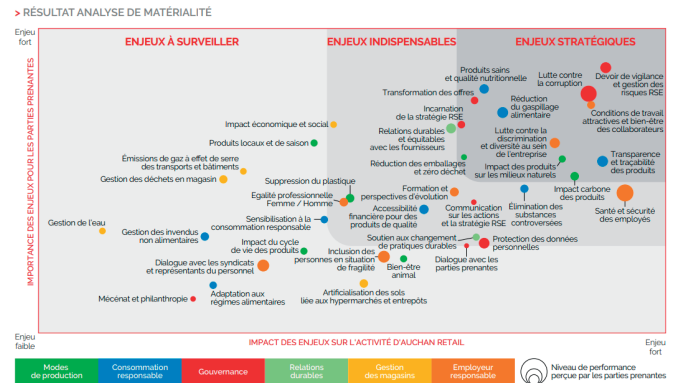 > RÉSULTAT ANALYSE DE MATÉRIALITÉ
Enjeu
fort
IMPORTANCE DES ENJEUX POUR LES PARTIES PRENANTES
ENJEUX À SURVEILLER
ENJEUX INDISPENSABLES
ENJEUX STRATÉGIQUES
Produits sains
et qualité nutritionnelle
Lutte contre
la corruption
Devoir de vigilance
et gestion des
risques RSE
Transformation des offres
Réduction
du gaspillage
alimentaire
Incarnation
de la stratégie RSE
Conditions de travail
attractives et bien-être
des collaborateurs
Impact économique et social
Relations durables
et équitables
avec les fournisseurs
Lutte contre la
discrimination
et diversité au sein
de l'entreprise
Produits locaux et de saison
Émissions de gaz à effet de serre
des transports et bâtiments
Réduction des emballages
et zéro déchet
Impact des produits
sur les milieux naturels
Transparence
et traçabilité
des produits
Gestion des déchets en magasin
Suppression du plastique
Egalité professionnelle
Femme / Homme
Formation et
perspectives d'évolution
Impact carbone
des produits
Accessibilité
financière pour des
produits de qualité
Communication
sur les actions
et la stratégie RSE
Élimination des
substances
controversées
Santé et sécurité
des employés
Gestion de l'eau
Sensibilisation à la
consommation responsable
Gestion des invendus
non alimentaires
Impact du cycle
de vie des produits
Soutien aux changement
de pratiques durables
Protection des données
personnelles
Inclusion des
personnes en situation
de fragilité
Dialogue avec les syndicats
et représentants du personnel
Bien-être
animal
Dialogue avec les
parties prenantes
Mécénat et philanthropie
Adaptation aux
régimes alimentaires
Artificialisation des sols
liée aux hypermarchés et entrepôts
Enjeu
faible
IMPACT DES ENJEUX SUR L'ACTIVITÉ D'AUCHAN RETAIL
Enjeu
fort
Modes
de production
Consommation
responsable
Gouvernance
Relations
durables
Gestion
des magasins
Employeur
responsable
Niveau de performance
perçue par les parties prenantes